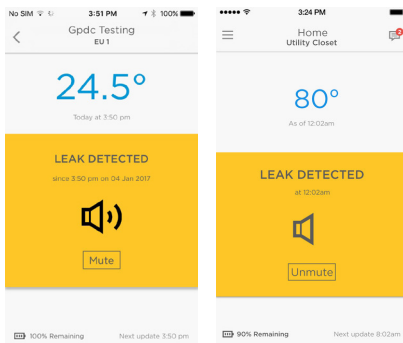 No SIM 3:51 PM 100%
Gpdc Testing
EU 1
24.5°
Today at 3:50 pm
LEAK DETECTED
since 3:50 pm on 04 Jan 2017
Mute
100% Remaining Next update 3:50 pm
3:24 PM
Home
Utility Closet
80°
As of 12:02am
LEAK DETECTED
at 12:02am
Unmute
90% Remaining Next update 8:02am